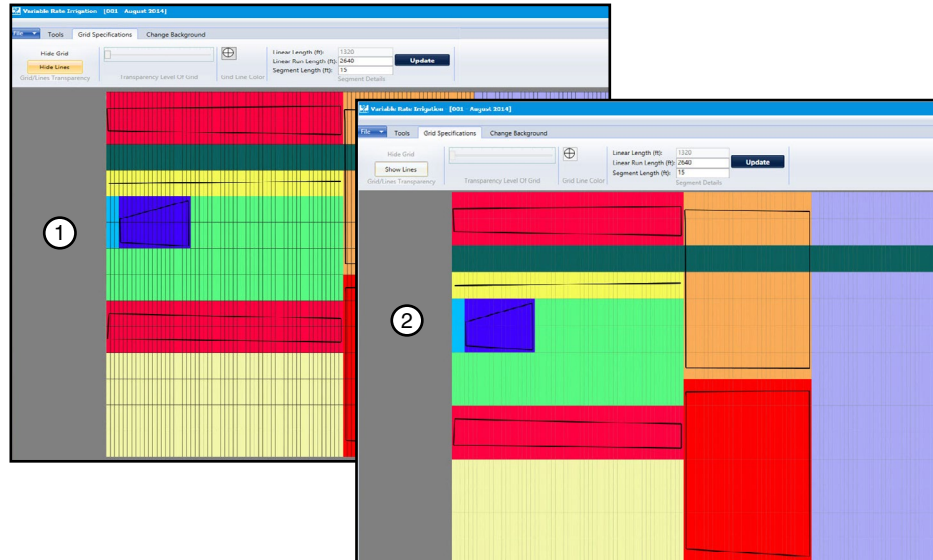 Variable Rate Irrigation [001 August 2014]
File Tools Grid Specifications Change Background
Hide Grid
Hide Lines
Grid/Lines Transparency
Transparency Level Of Grid
Grid Line Color
Linear Length (ft): 1320
Linear Run Length (ft): 2640
Segment Length (ft): 15
Update
Segment Details
1
Variable Rate Irrigation [001 August 2014]
File Tools Grid Specifications Change Background
Hide Grid
Show Lines
Grid/Lines Transparency
Transparency Level Of Grid
Grid Line Color
Linear Length (ft): 1320
Linear Run Length (ft): 2640
Segment Length (ft): 15
Update
Segment Details
2